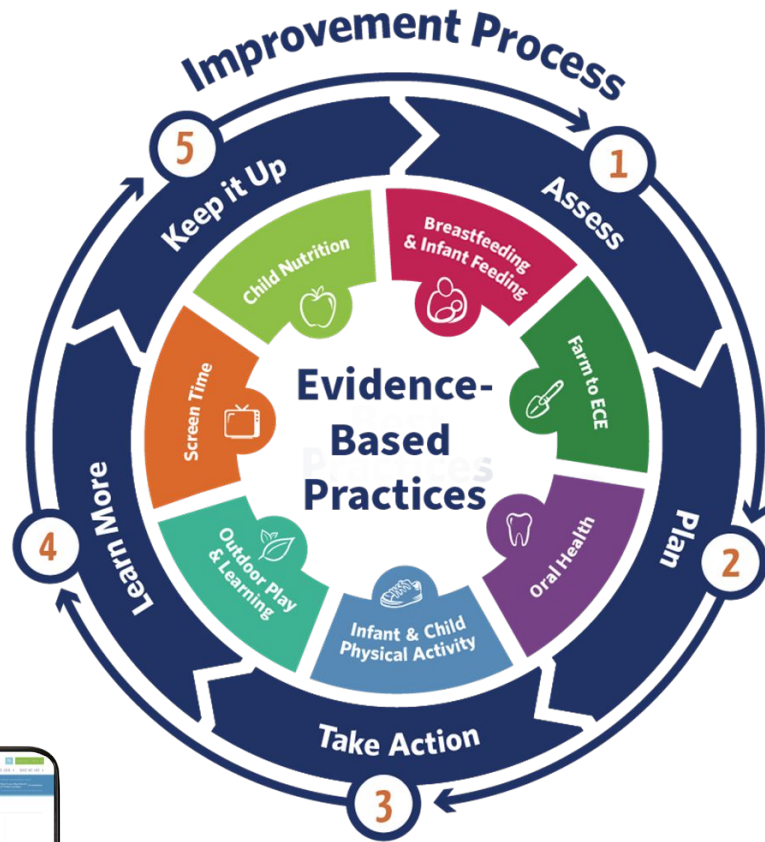 Improvement Process
1
Assess
2
Plan
3
Take Action
4
Learn More
5
Keep it Up
Breastfeeding
& Infant Feeding
Farm to ECE
Oral Health
Infant & Child
Physical Activity
Outdoor Play
& Learning
Screen Time
Child Nutrition
Evidence-
Based
Practices